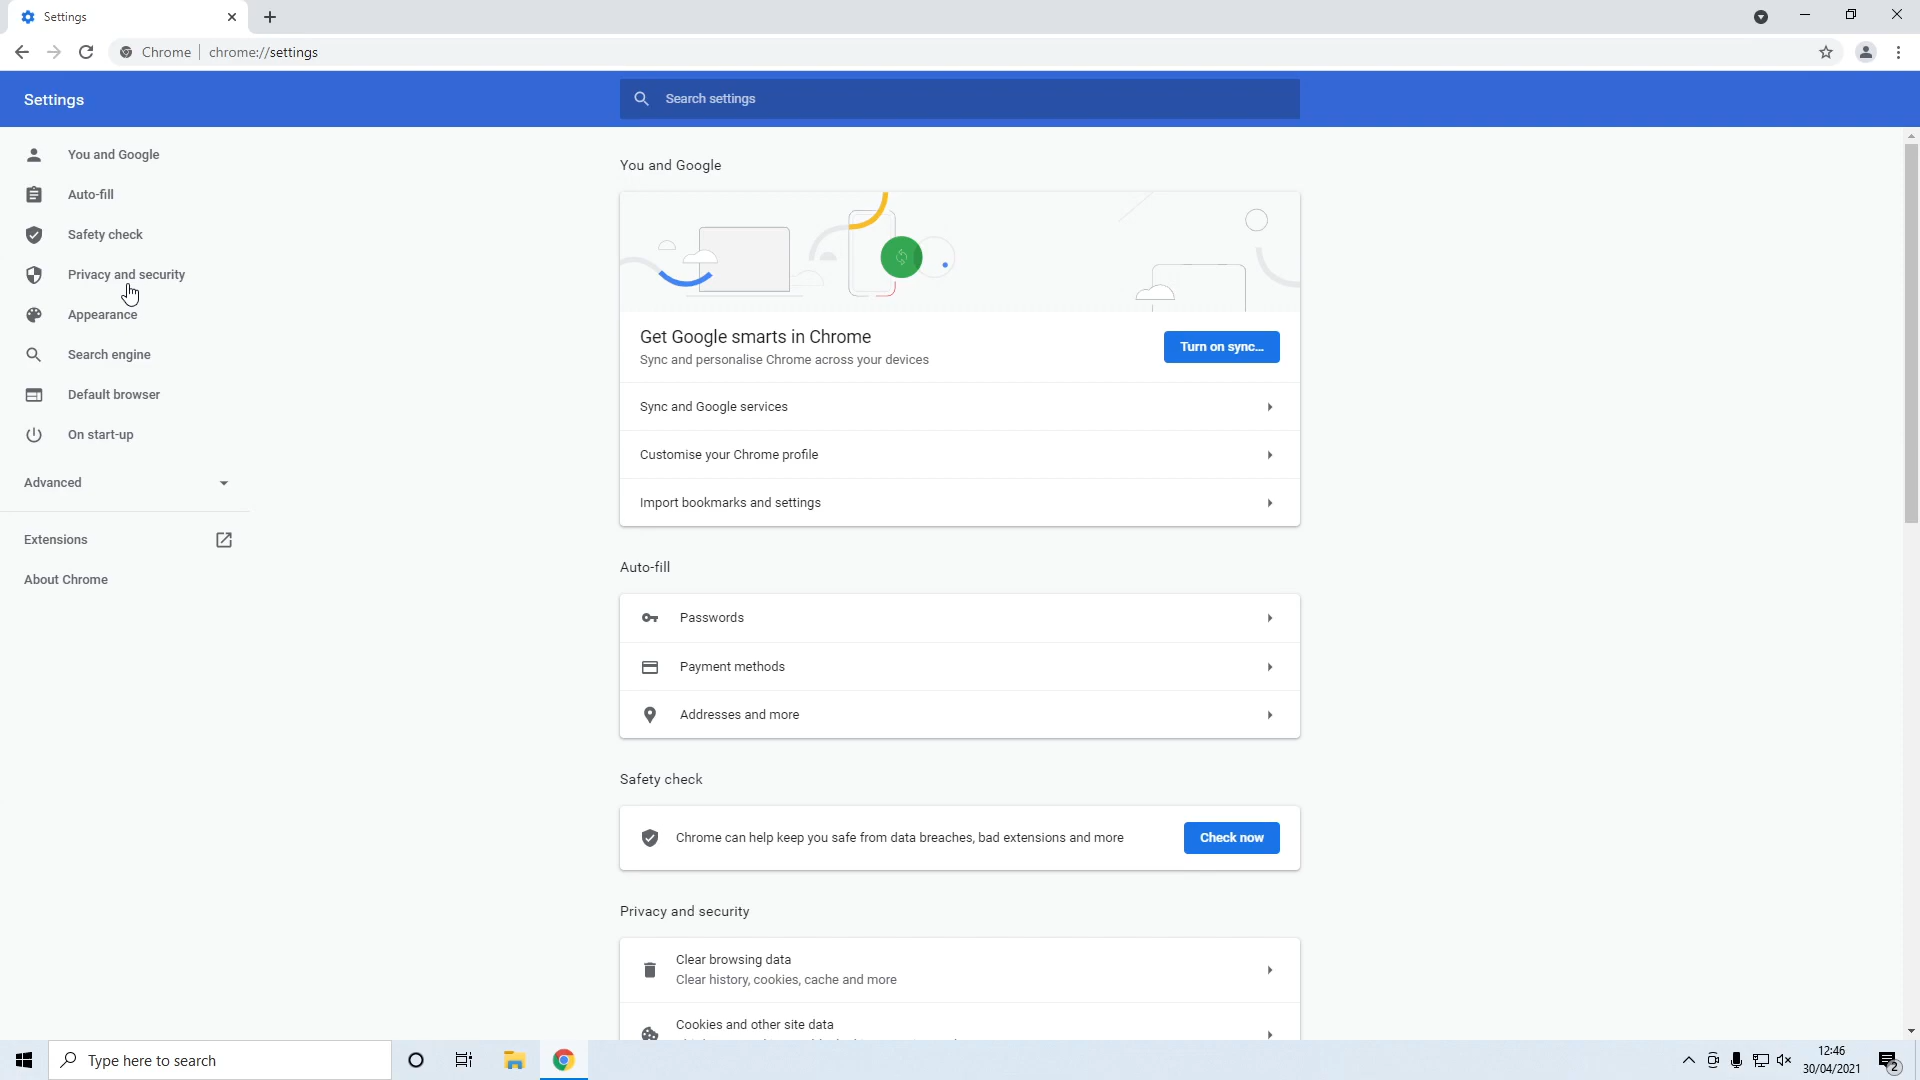 Settings
Chrome
chrome://settings
Settings
Search settings
You and Google
Auto-fill
Safety check
Privacy and security
Appearance
Search engine
Default browser
On start-up
Advanced
Extensions
About Chrome
You and Google
Get Google smarts in Chrome
Sync and personalise Chrome across your devices
Turn on sync...
Sync and Google services
Customise your Chrome profile
Import bookmarks and settings
Auto-fill
Passwords
Payment methods
Addresses and more
Safety check
Chrome can help keep you safe from data breaches, bad extensions and more
Check now
Privacy and security
Clear browsing data
Clear history, cookies, cache and more
Cookies and other site data
Type here to search
12:46
30/04/2021
2